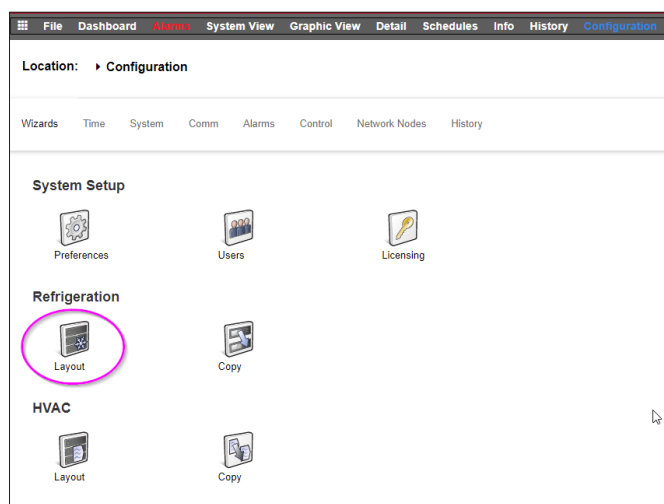 File Dashboard Alarms System View Graphic View Detail Schedules Info History Configuration
Location: Configuration
Wizards Time System Comm Alarms Control Network Nodes History
System Setup
Preferences Users Licensing
Refrigeration
Layout Copy
HVAC
Layout Copy